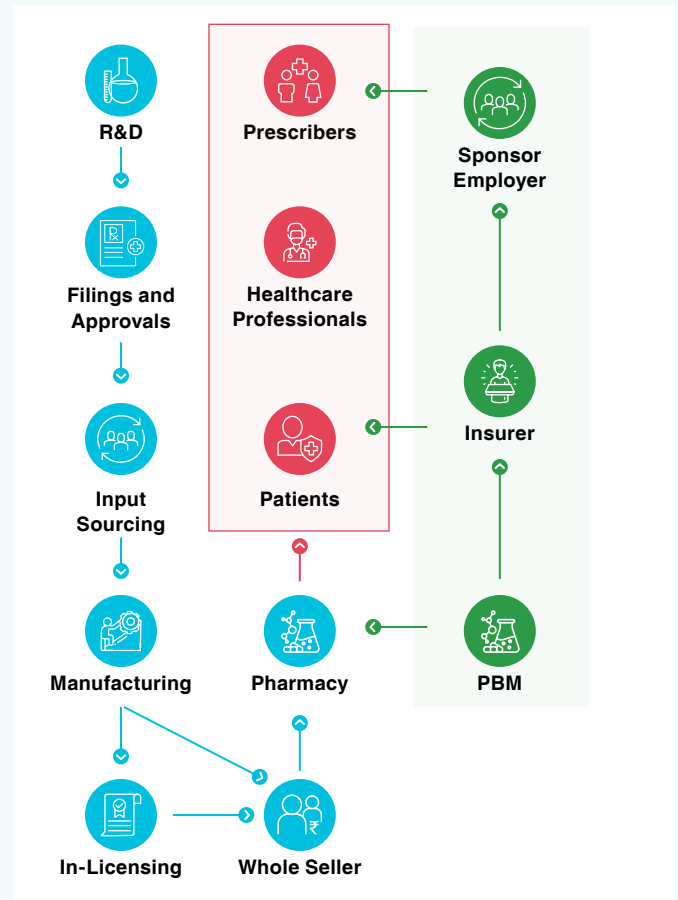 R&D
Prescribers
Sponsor
Employer
Filings and
Approvals
Healthcare
Professionals
Insurer
Input
Sourcing
Patients
Manufacturing
Pharmacy
PBM
In-Licensing
₹
Whole Seller